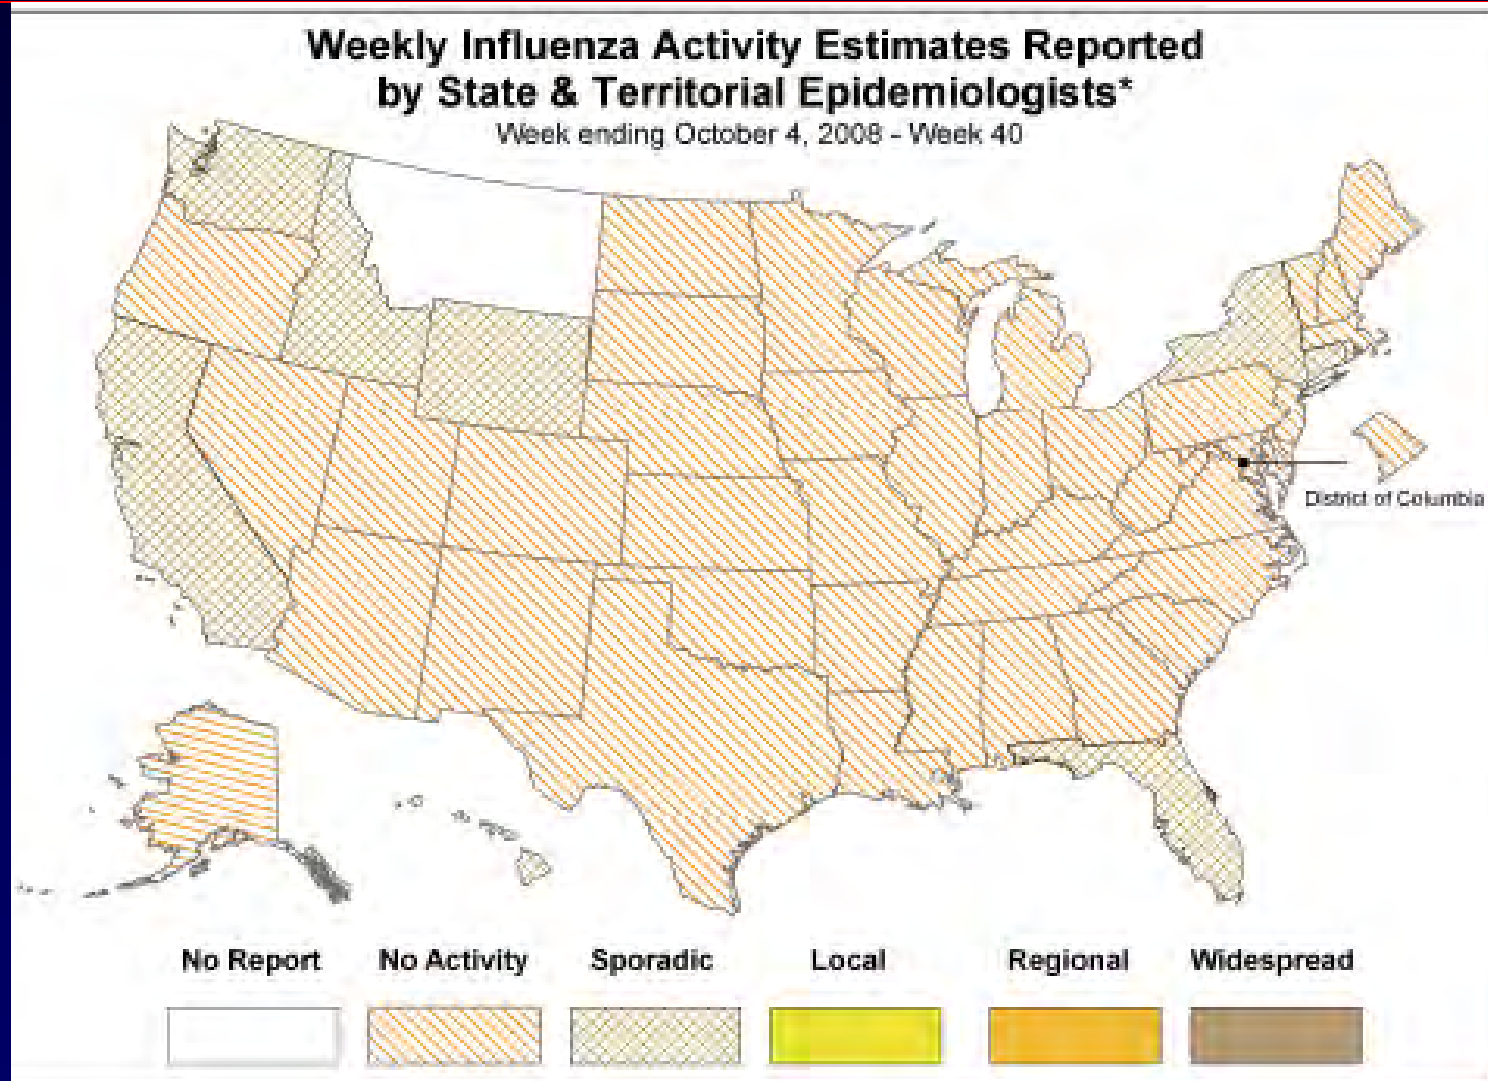 Weekly Influenza Activity Estimates Reported
by State & Territorial Epidemiologists*
Week ending October 4, 2008 - Week 40
District of Columbia
No Report No Activity Sporadic Local Regional Widespread